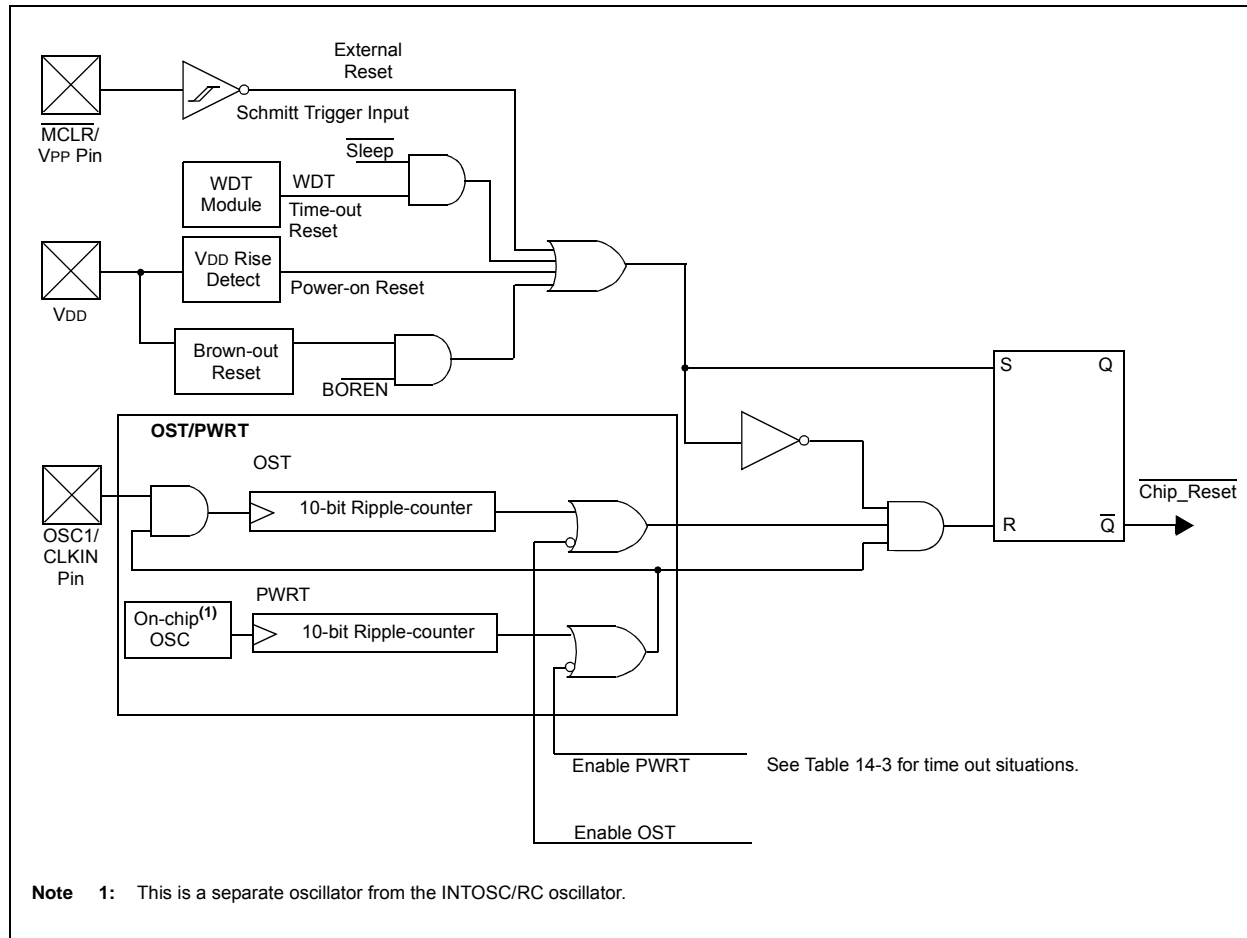 External
Reset
Schmitt Trigger Input
MCLR/
VPP Pin
Sleep
WDT
Module
WDT
Time-out
Reset
VDD Rise
Detect
Power-on Reset
VDD
Brown-out
Reset
BOREN
S
Q
OST/PWRT
OST
10-bit Ripple-counter
OSC1/
CLKIN
Pin
Chip_Reset
R
Q
PWRT
On-chip(1)
OSC
10-bit Ripple-counter
Enable PWRT
See Table 14-3 for time out situations.
Enable OST
Note 1: This is a separate oscillator from the INTOSC/RC oscillator.